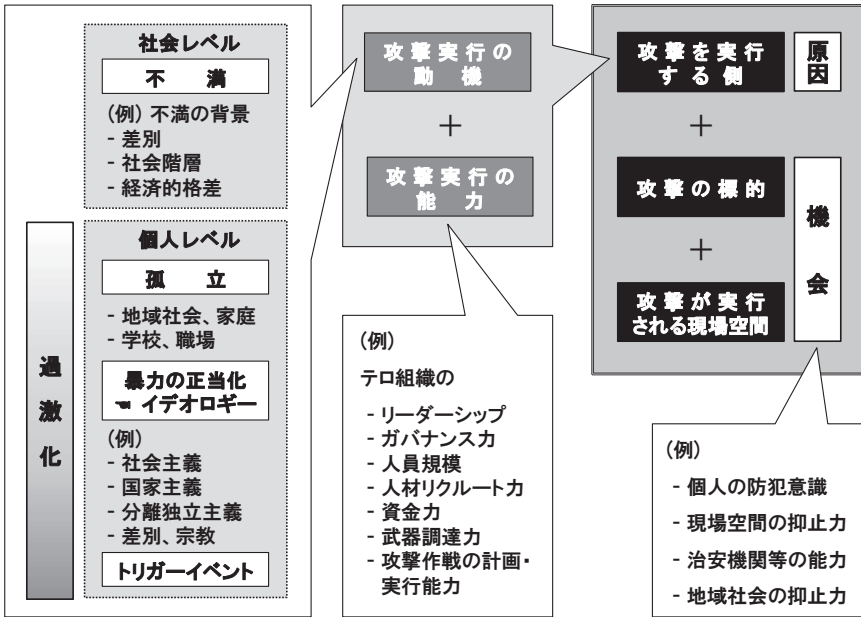 社会レベル
不 満
(例) 不満の背景
- 差別
- 社会階層
- 経済的格差
過激化
個人レベル
孤 立
- 地域社会、家庭
- 学校、職場
暴力の正当化
☚ イデオロギー
(例)
- 社会主義
- 国家主義
- 分離独立主義
- 差別、宗教
トリガーイベント
攻撃実行の
動機
+
攻撃実行の
能力
(例)
テロ組織の
- リーダーシップ
- ガバナンス力
- 人員規模
- 人材リクルート力
- 資金力
- 武器調達力
- 攻撃作戦の計画・
実行能力
攻撃を実行
する側
原因
+
攻撃の標的
+
攻撃が実行
される現場空間
機会
(例)
- 個人の防犯意識
- 現場空間の抑止力
- 治安機関等の能力
- 地域社会の抑止力